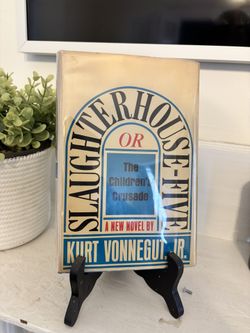 SLAUGHTERHOUSE-FIVE
OR
The
Children's
Crusade
A NEW NOVEL BY
KURT VONNEGUT, JR.